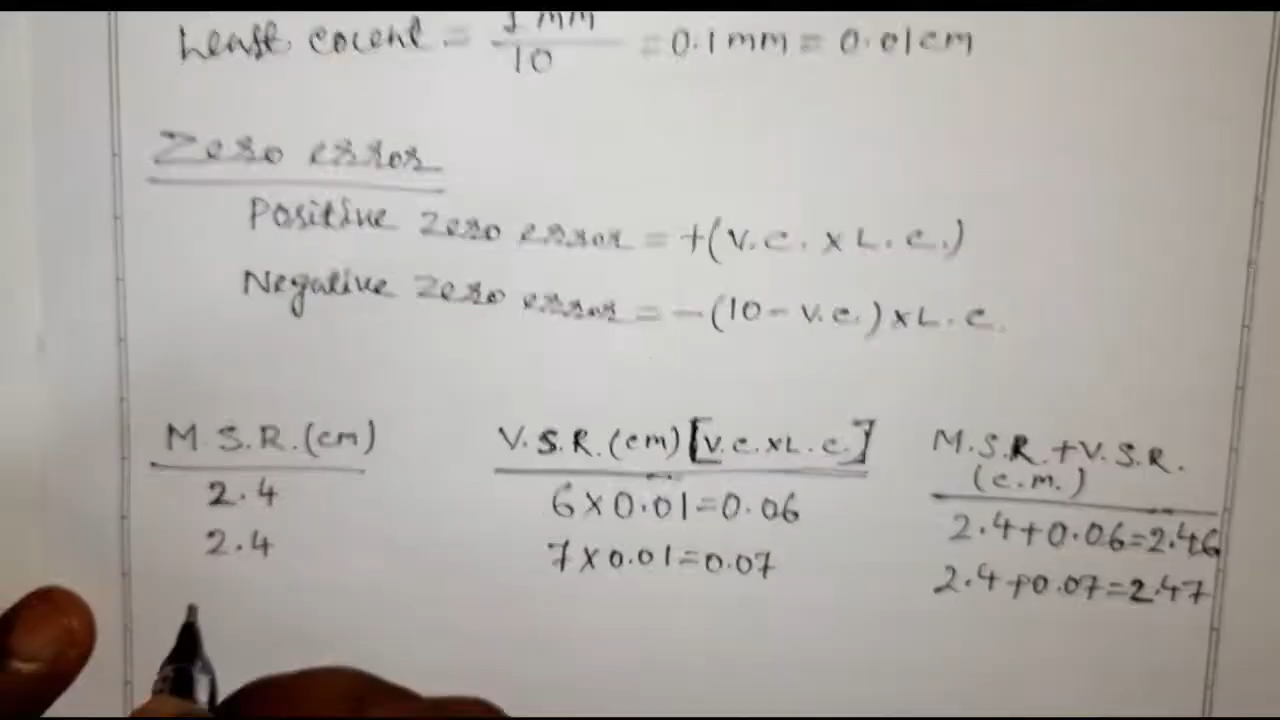 Least count = 1 mm / 10 = 0.1 mm = 0.01 cm
Zero error
Positive zero error = +(V.C. × L.C.)
Negative zero error = -(10 - V.C.) × L.C.
M.S.R. (cm) V.S.R. (cm) [V.C. × L.C.] M.S.R. + V.S.R. (c.m.)
2.4 6 × 0.01 = 0.06 2.4 + 0.06 = 2.46
2.4 7 × 0.01 = 0.07 2.4 + 0.07 = 2.47